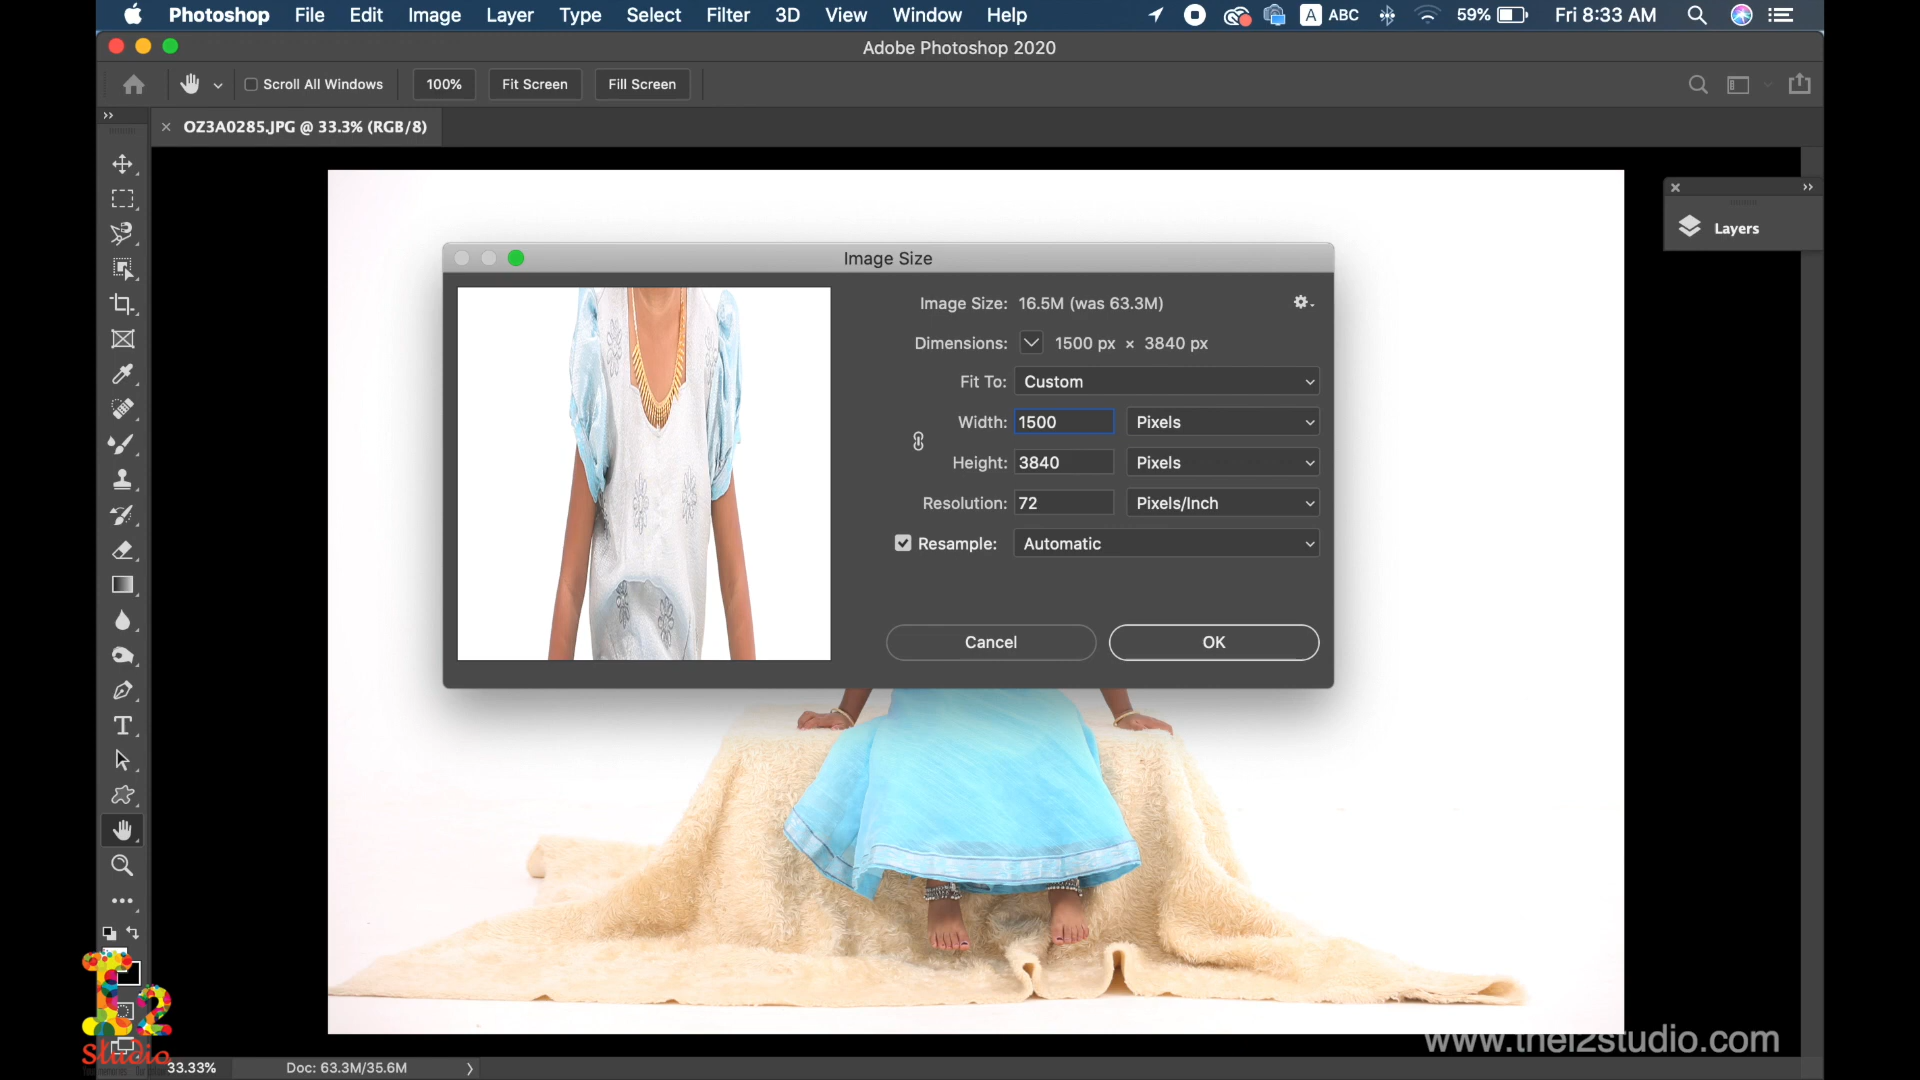 Photoshop File Edit Image Layer Type Select Filter 3D View Window Help A ABC 59% Fri 8:33 AM
Adobe Photoshop 2020
Scroll All Windows 100% Fit Screen Fill Screen
OZ3A0285.JPG @ 33.3% (RGB/8)
Layers
Image Size
Image Size: 16.5M (was 63.3M)
Dimensions: 1500 px × 3840 px
Fit To: Custom
Width: 1500 Pixels
Height: 3840 Pixels
Resolution: 72 Pixels/Inch
Resample: Automatic
Cancel OK
T
12
Studio
www.the12studio.com
33.33% Doc: 63.3M/35.6M